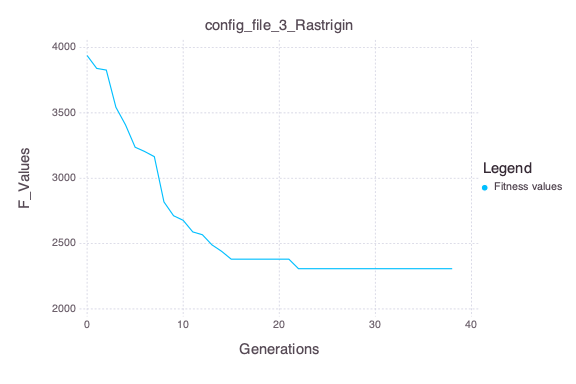 config_file_3_Rastrigin
4000
3500
3000
2500
2000
F_Values
0
10
20
30
40
Generations
Legend
Fitness values